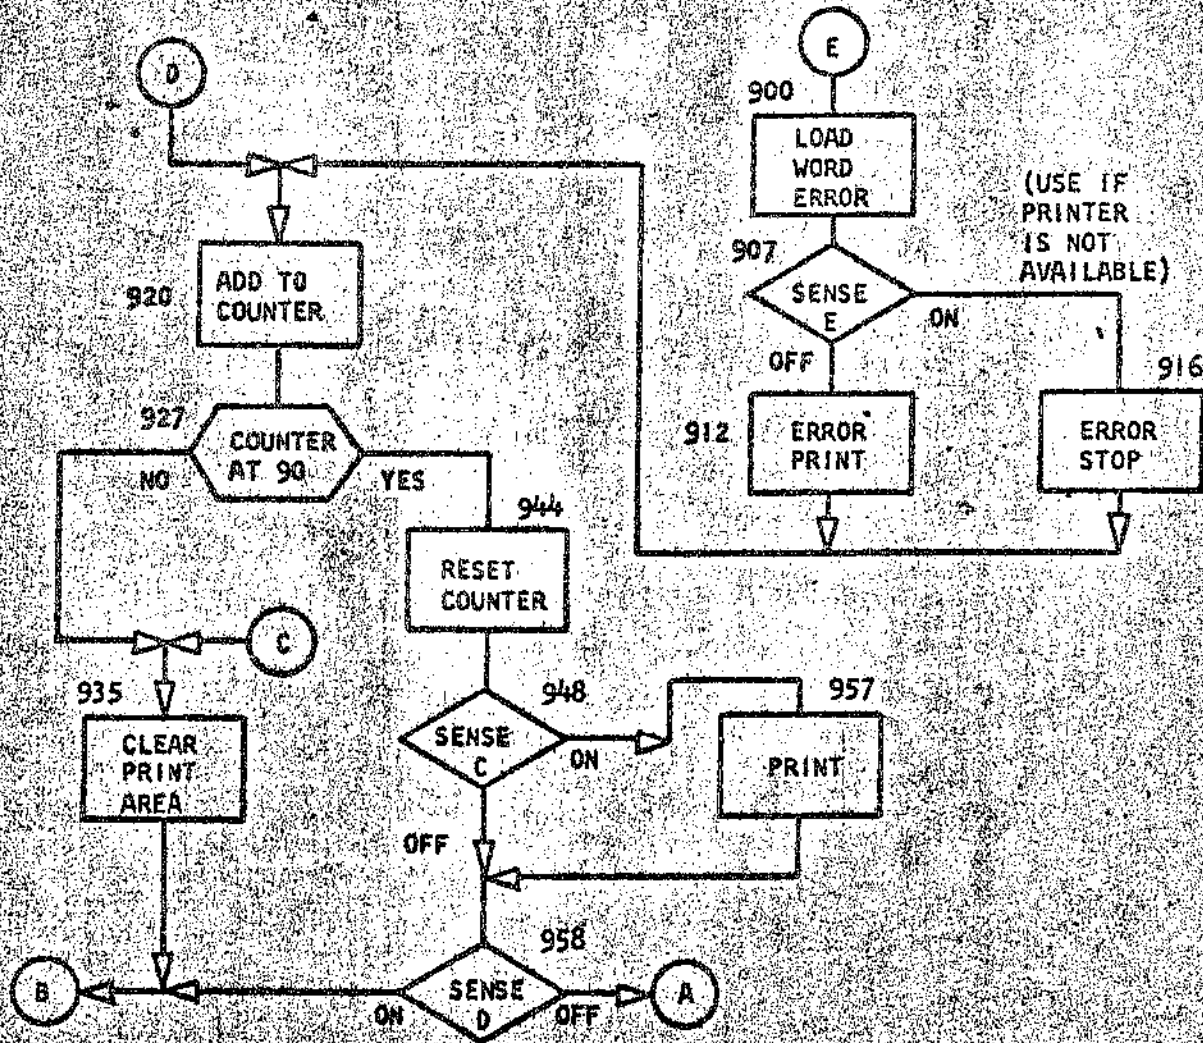 D
E
900
LOAD
WORD
ERROR
(USE IF
PRINTER
IS NOT
AVAILABLE)
907
SENSE
E
ON
OFF
920
ADD TO
COUNTER
916
912
ERROR
PRINT
ERROR
STOP
927
COUNTER
AT 90
NO
YES
944
RESET
COUNTER
C
935
CLEAR
PRINT
AREA
948
SENSE
C
ON
OFF
957
PRINT
958
SENSE
D
ON
OFF
B
A